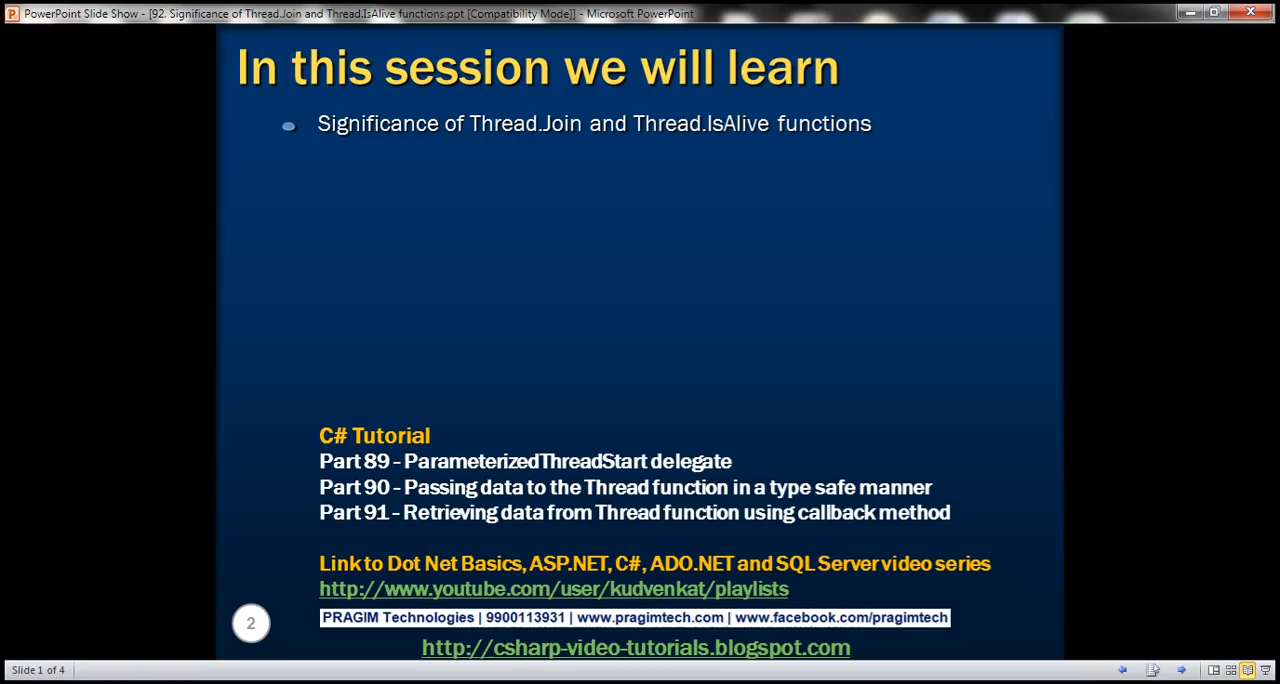 PowerPoint Slide Show - [92. Significance of Thread.Join and Thread.IsAlive functions.ppt [Compatibility Mode]] - Microsoft PowerPoint
In this session we will learn
Significance of Thread.Join and Thread.IsAlive functions
C# Tutorial
Part 89 - ParameterizedThreadStart delegate
Part 90 - Passing data to the Thread function in a type safe manner
Part 91 - Retrieving data from Thread function using callback method
Link to Dot Net Basics, ASP.NET, C#, ADO.NET and SQL Server video series
http://www.youtube.com/user/kudvenkat/playlists
PRAGIM Technologies | 9900113931 | www.pragimtech.com | www.facebook.com/pragimtech
2
http://csharp-video-tutorials.blogspot.com
Slide 1 of 4